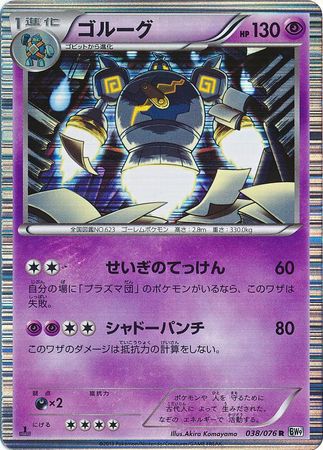 1進化
ゴルーグ
HP 130
ゴビットから進化
全国図鑑NO.623 ゴーレムポケモン 高さ：2.8m 重さ：330.0kg
せいぎのてっけん 60
自分の場に「プラズマ団」のポケモンがいるなら、このワザは
失敗。
シャドーパンチ 80
このワザのダメージは抵抗力の計算をしない。
弱点 抵抗力
×2
にげる
ポケモンや 人を 守るために
古代人に よって 生みだされた。
なぞの エネルギーで 活動する。
Illus.Akira Komayama 038/076 R BW